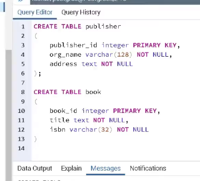 Query Editor Query History
1 CREATE TABLE publisher
2 (
3 publisher_id integer PRIMARY KEY,
4 org_name varchar(128) NOT NULL,
5 address text NOT NULL
6 );
7
8 CREATE TABLE book
9 (
10 book_id integer PRIMARY KEY,
11 title text NOT NULL,
12 isbn varchar(32) NOT NULL
13 )
14
Data Output Explain Messages Notifications